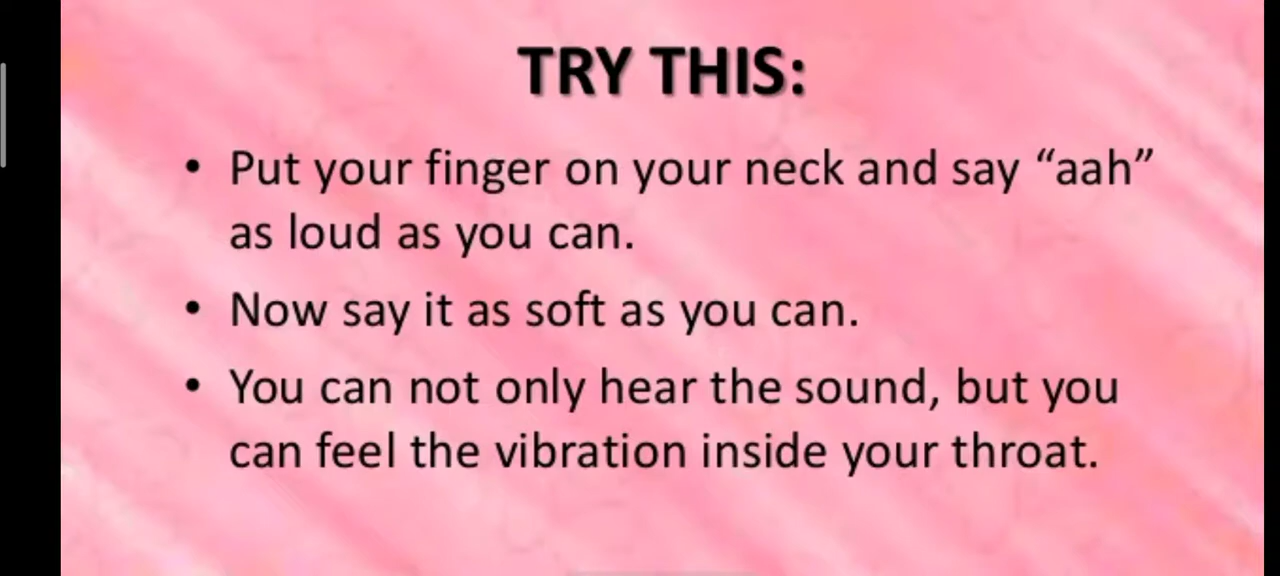 TRY THIS:
• Put your finger on your neck and say “aah”
as loud as you can.
• Now say it as soft as you can.
• You can not only hear the sound, but you
can feel the vibration inside your throat.